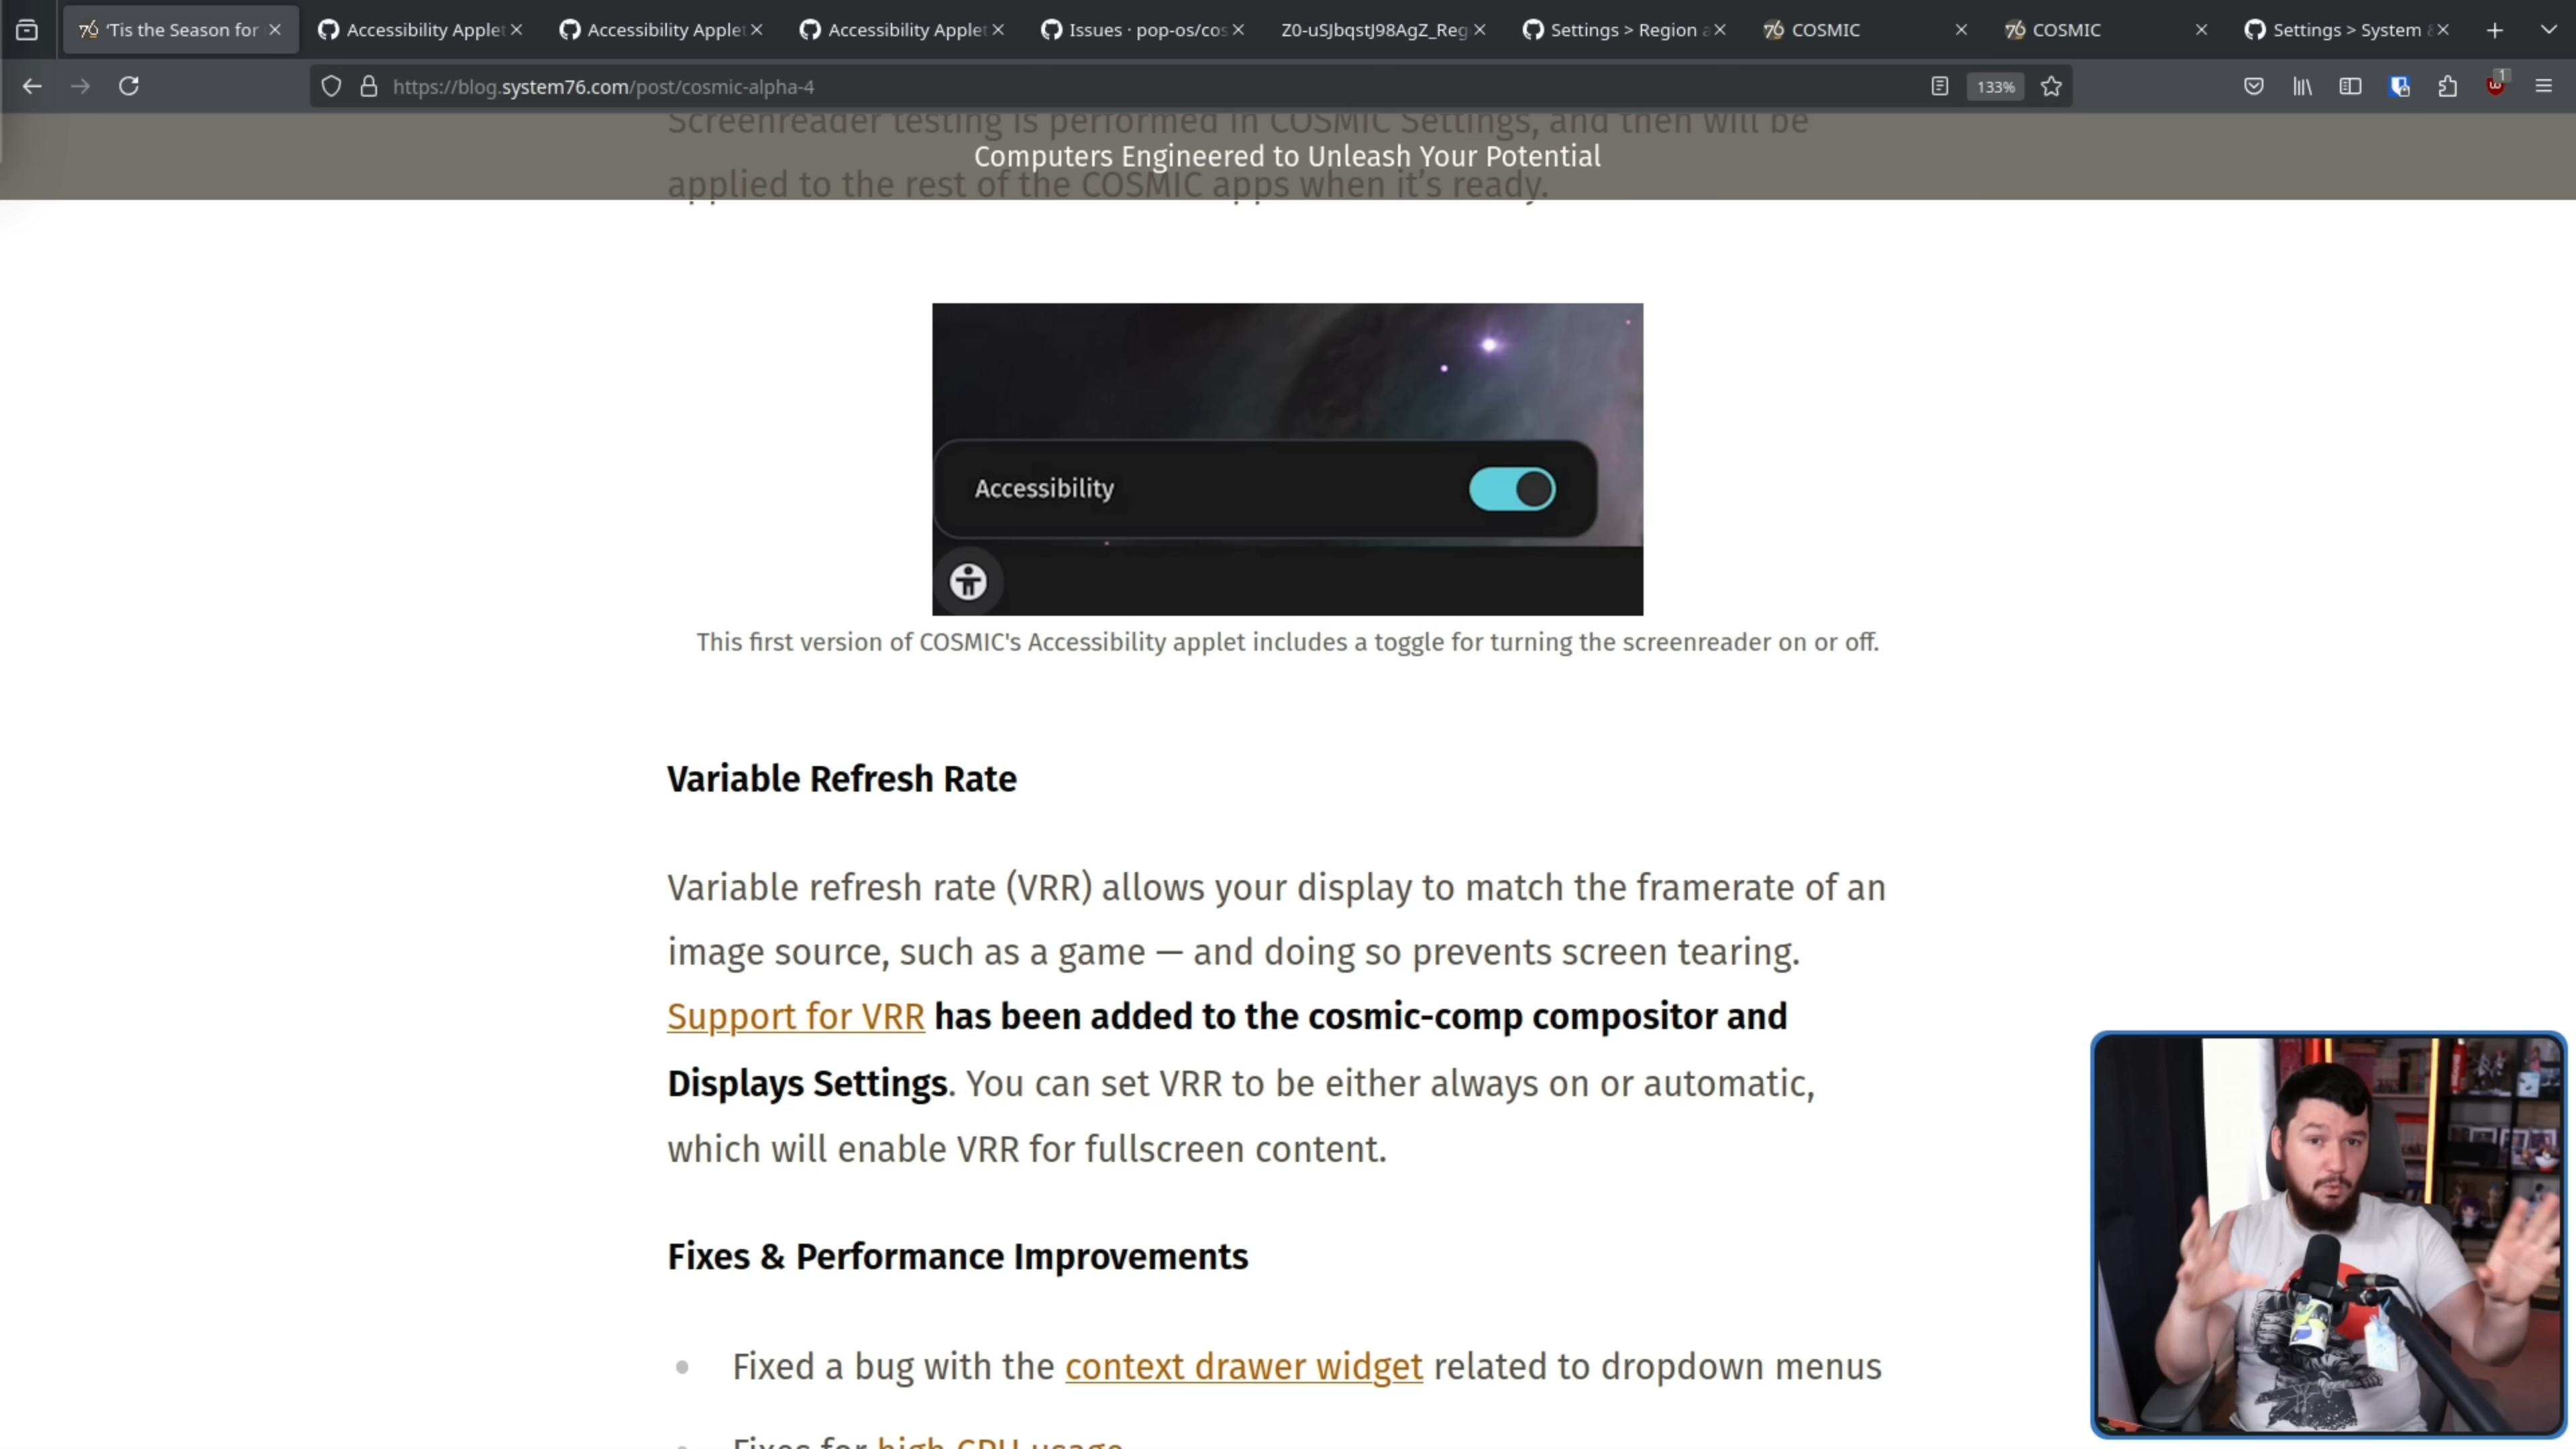 'Tis the Season for
Accessibility Applet
Accessibility Applet
Accessibility Applet
Issues · pop-os/cos
Z0-uSJbqstJ98AgZ_Reg
Settings > Region a
COSMIC
COSMIC
Settings > System &
https://blog.system76.com/post/cosmic-alpha-4
133%
1
Screenreader testing is performed in COSMIC Settings, and then will be
Computers Engineered to Unleash Your Potential
applied to the rest of the COSMIC apps when it's ready.
Accessibility
This first version of COSMIC's Accessibility applet includes a toggle for turning the screenreader on or off.
Variable Refresh Rate
Variable refresh rate (VRR) allows your display to match the framerate of an
image source, such as a game — and doing so prevents screen tearing.
Support for VRR has been added to the cosmic-comp compositor and
Displays Settings. You can set VRR to be either always on or automatic,
which will enable VRR for fullscreen content.
Fixes & Performance Improvements
Fixed a bug with the context drawer widget related to dropdown menus
Fixes for high CPU usage